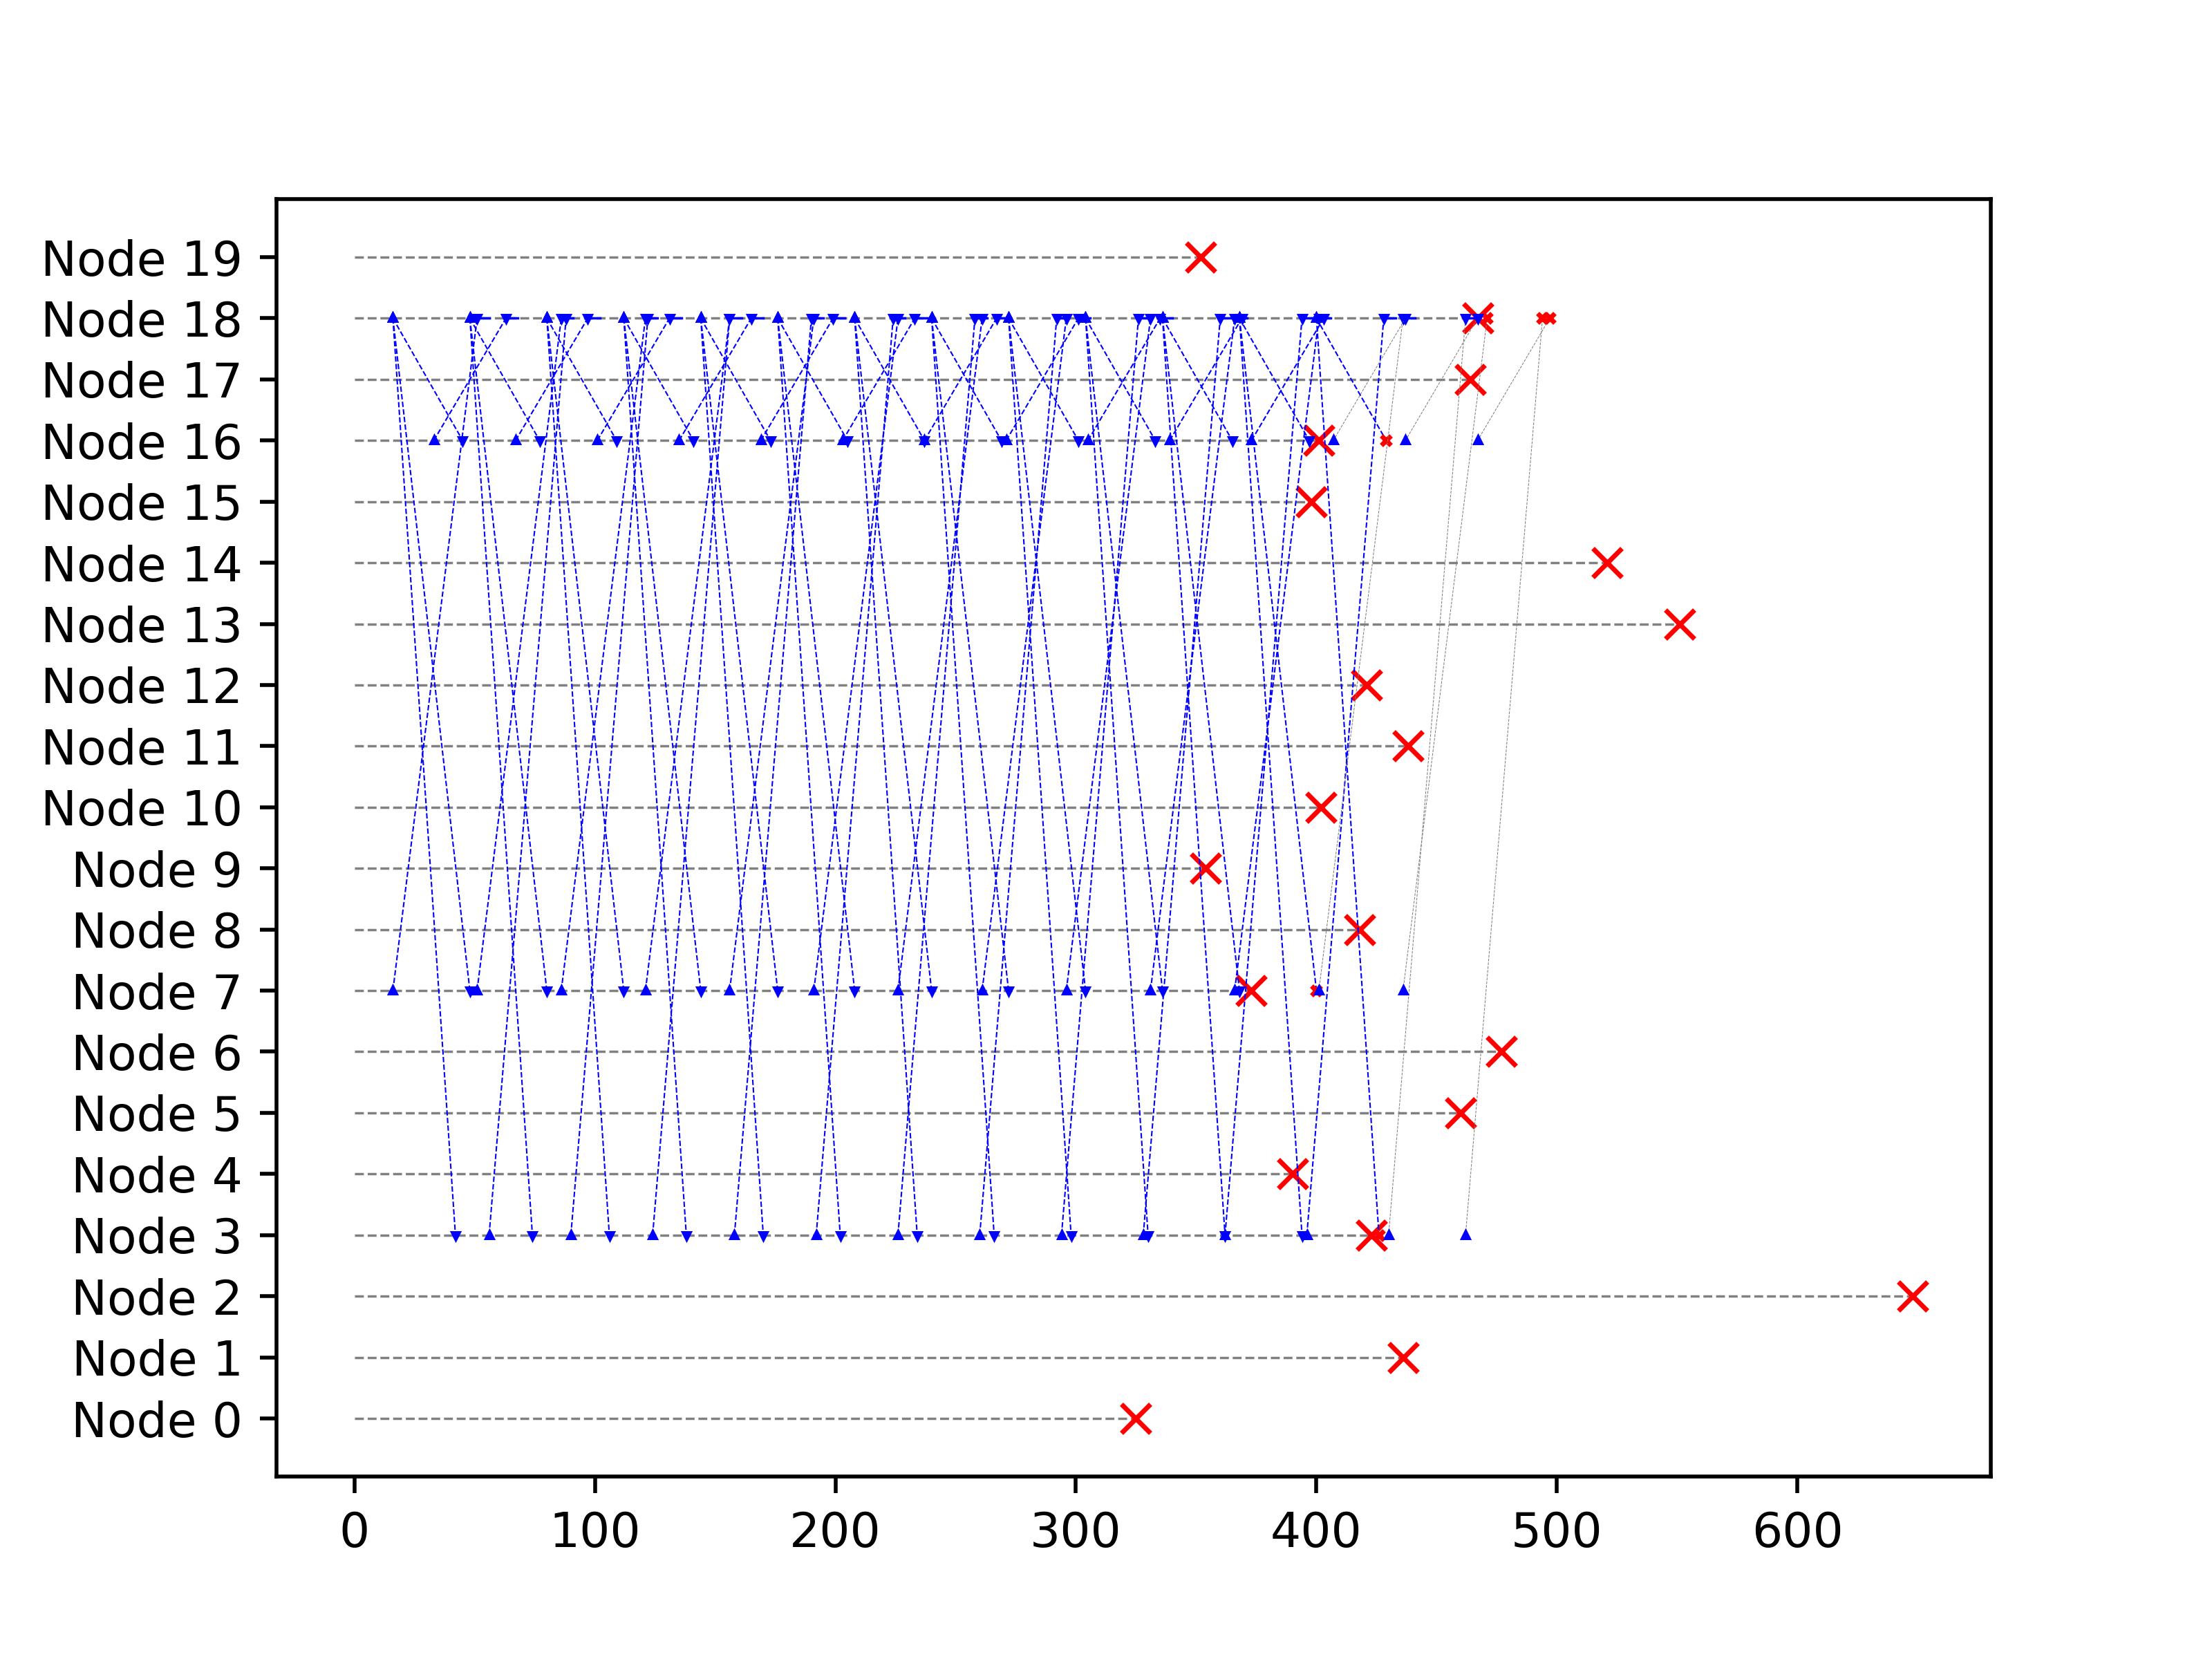 Node 19
Node 18
Node 17
Node 16
Node 15
Node 14
Node 13
Node 12
Node 11
Node 10
Node 9
Node 8
Node 7
Node 6
Node 5
Node 4
Node 3
Node 2
Node 1
Node 0
0 100 200 300 400 500 600